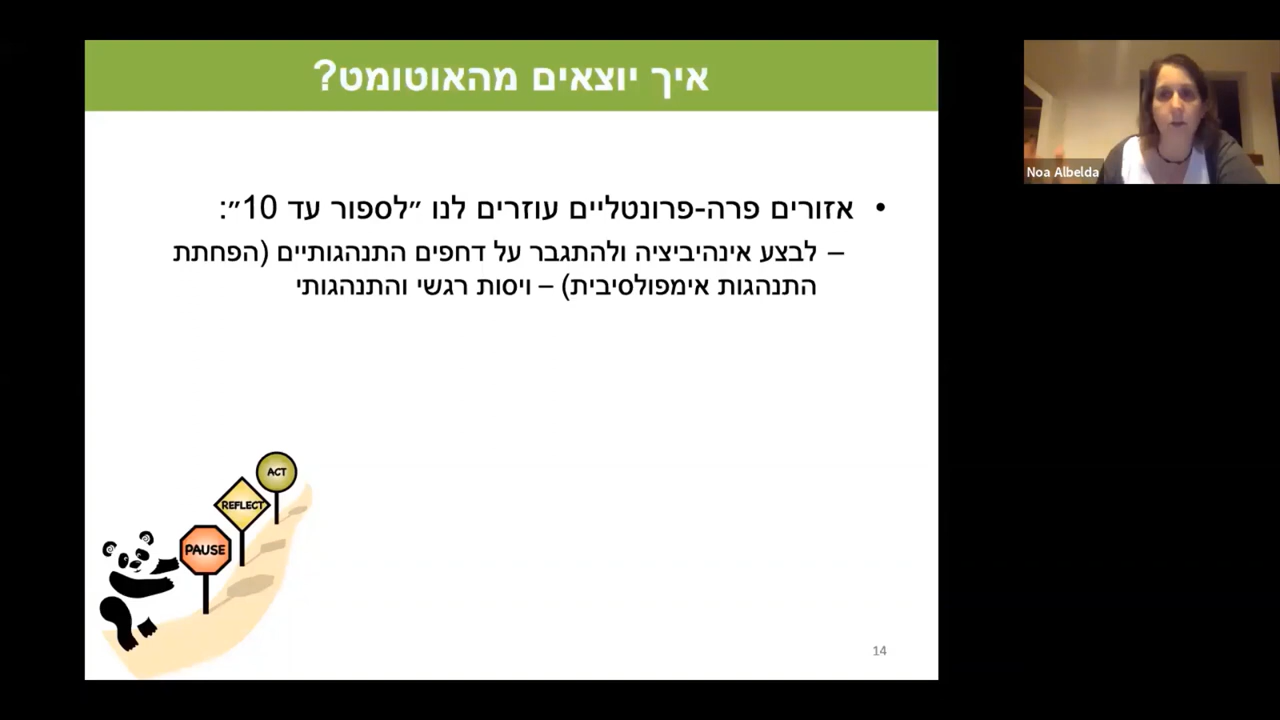 איך יוצאים מהאוטומט?
Noa Albelda
• אזורים פרה-פרונטליים עוזרים לנו ״לספור עד 10״:
– לבצע אינהיביציה ולהתגבר על דחפים התנהגותיים (הפחתת
התנהגות אימפולסיבית) – ויסות רגשי והתנהגותי
ACT
REFLECT
PAUSE
14